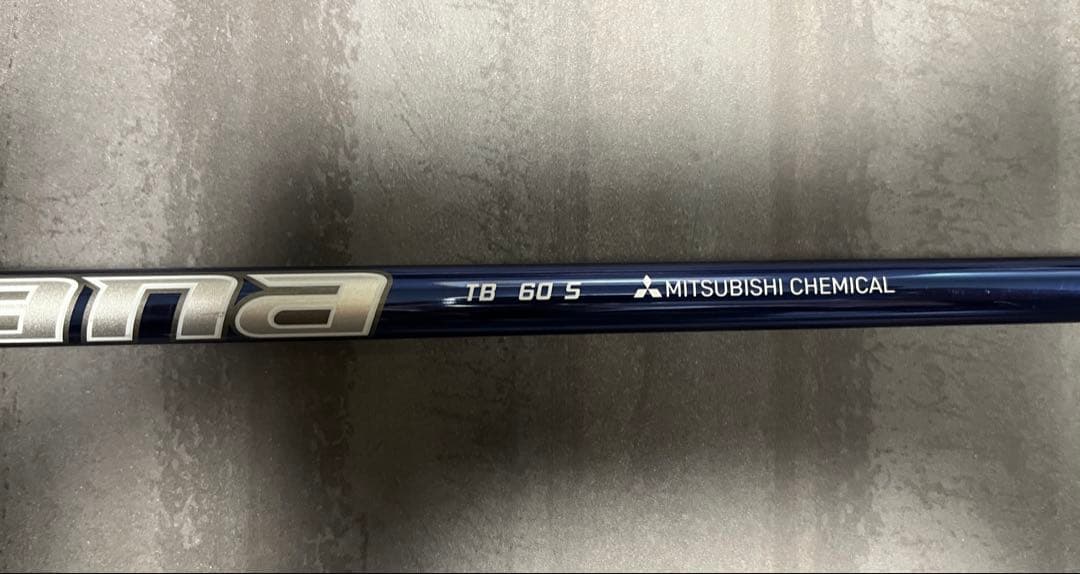 ana TB 60 S MITSUBISHI CHEMICAL